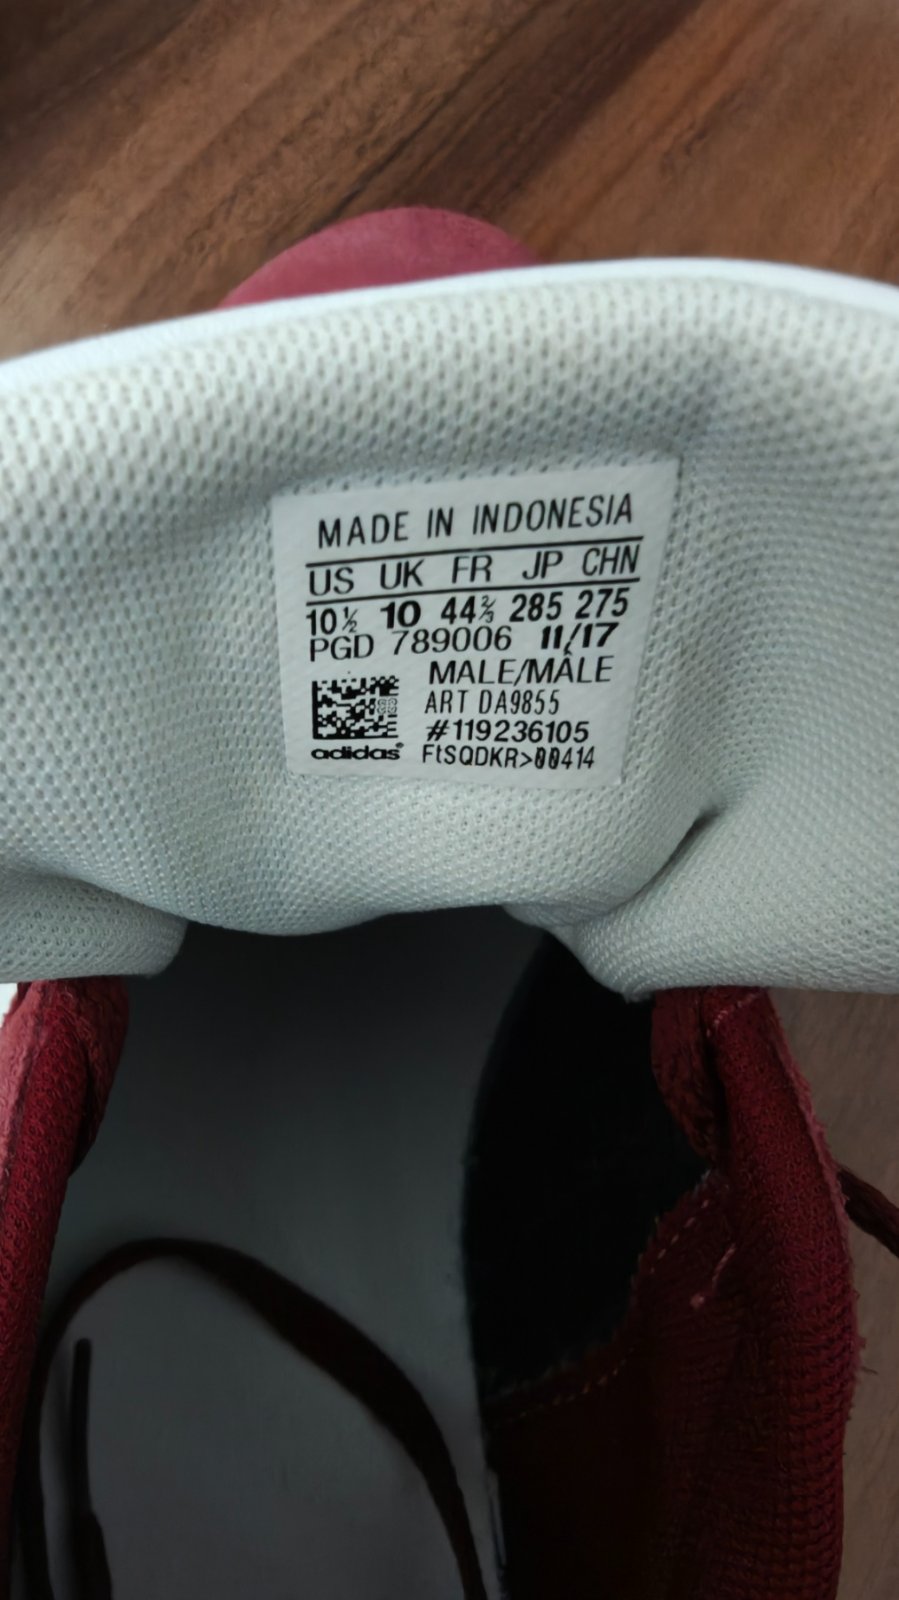 MADE IN INDONESIA
US UK FR JP CHN
10½ 10 44⅔ 285 275
PGD 789006 11/17
MALE/MÂLE
ART DA9855
#119236105
adidas® FtSQDKR>00414